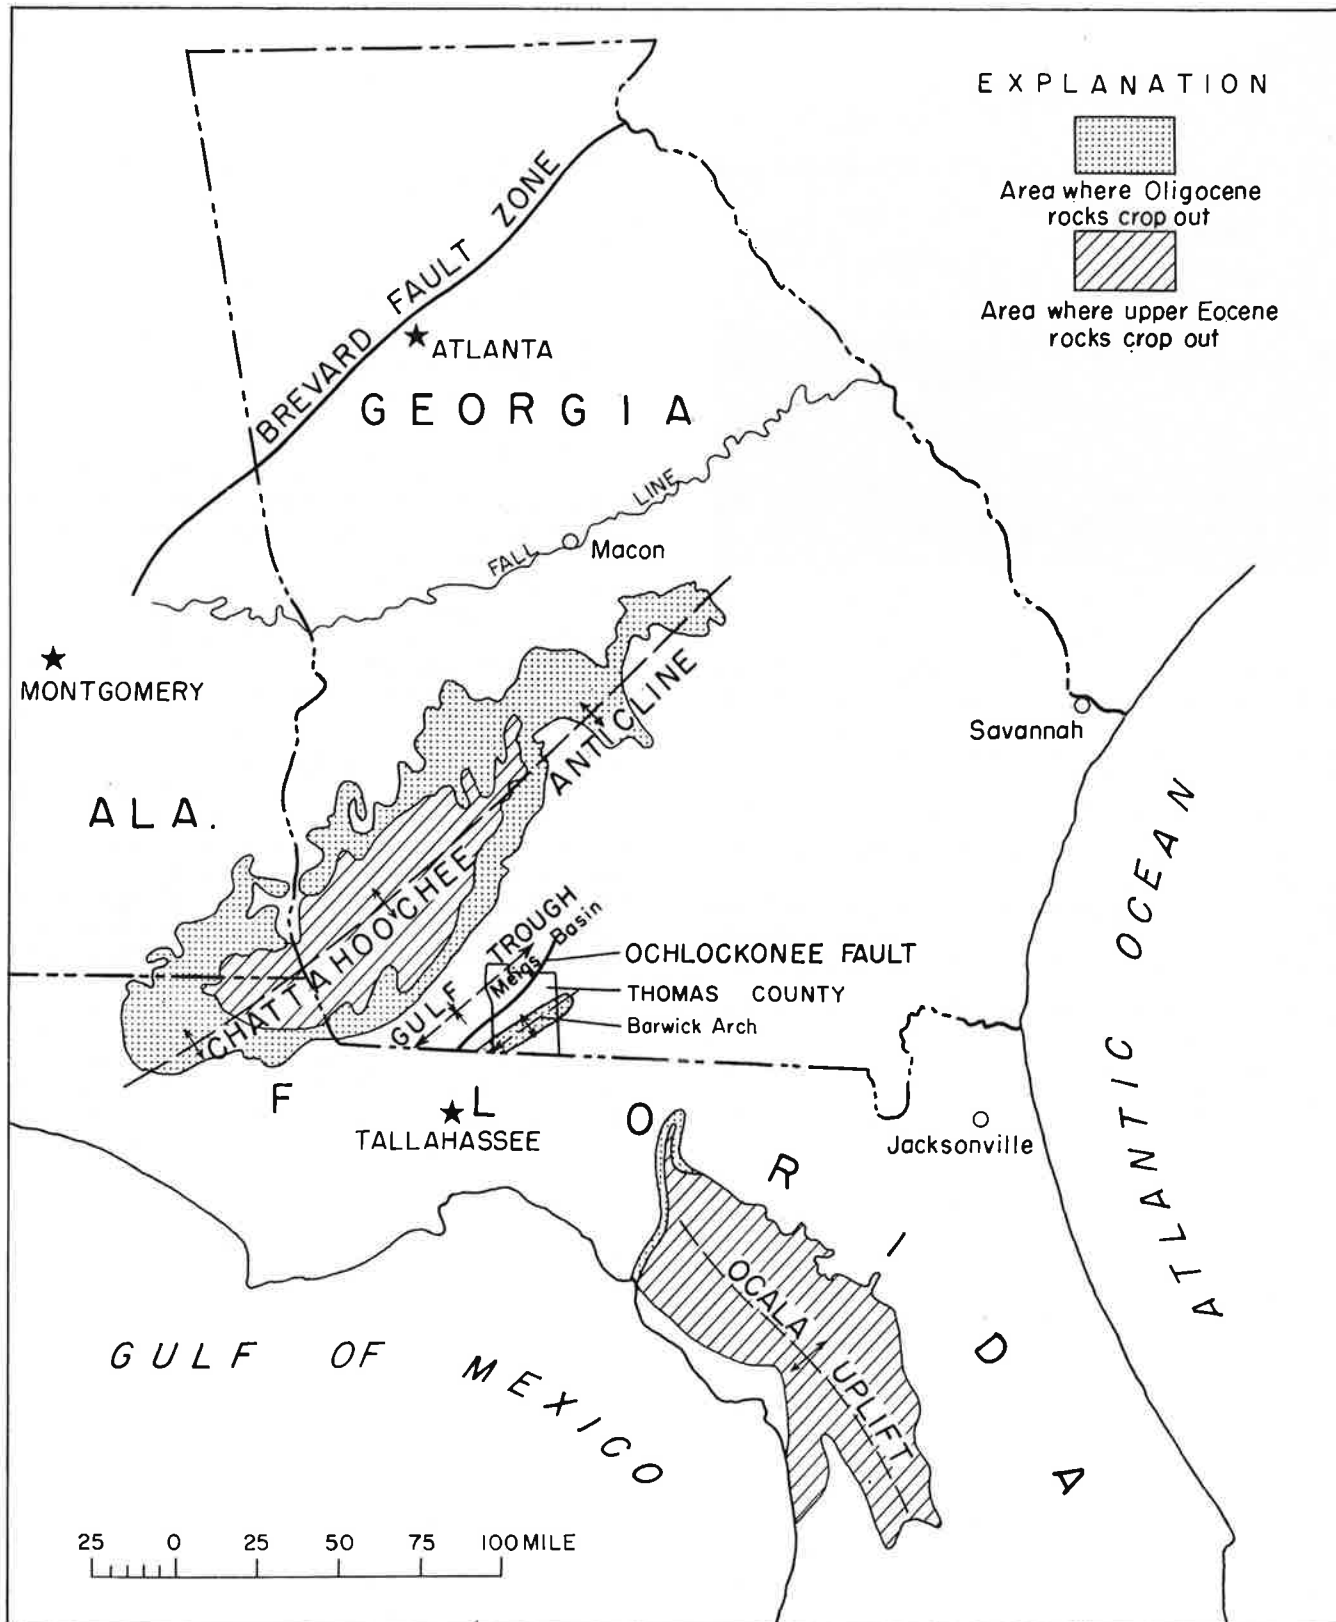 EXPLANATION
Area where Oligocene
rocks crop out
Area where upper Eocene
rocks crop out
BREVARD FAULT ZONE
ATLANTA
GEORGIA
FALL LINE
Macon
MONTGOMERY
Savannah
ALA.
CHATTAHOOCHEE ANTICLINE
GULF TROUGH
Meigs Basin
OCHLOCKONEE FAULT
THOMAS COUNTY
Barwick Arch
FLORIDA
TALLAHASSEE
Jacksonville
ATLANTIC OCEAN
OCALA UPLIFT
GULF OF MEXICO
25 0 25 50 75 100 MILE